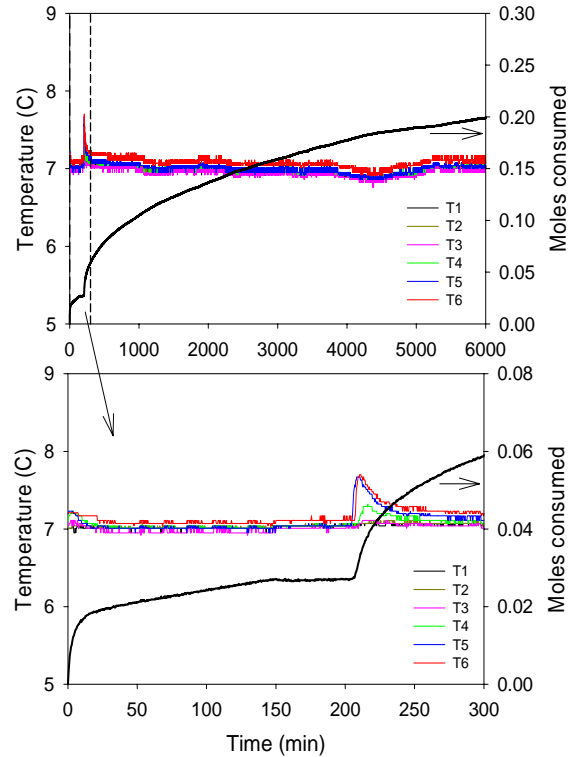 9
8
7
6
5
Temperature (C)
0.30
0.25
0.20
0.15
0.10
0.05
0.00
Moles consumed
T1
T2
T3
T4
T5
T6
0 1000 2000 3000 4000 5000 6000
9
8
7
6
5
Temperature (C)
0.08
0.06
0.04
0.02
0.00
Moles consumed
T1
T2
T3
T4
T5
T6
0 50 100 150 200 250 300
Time (min)